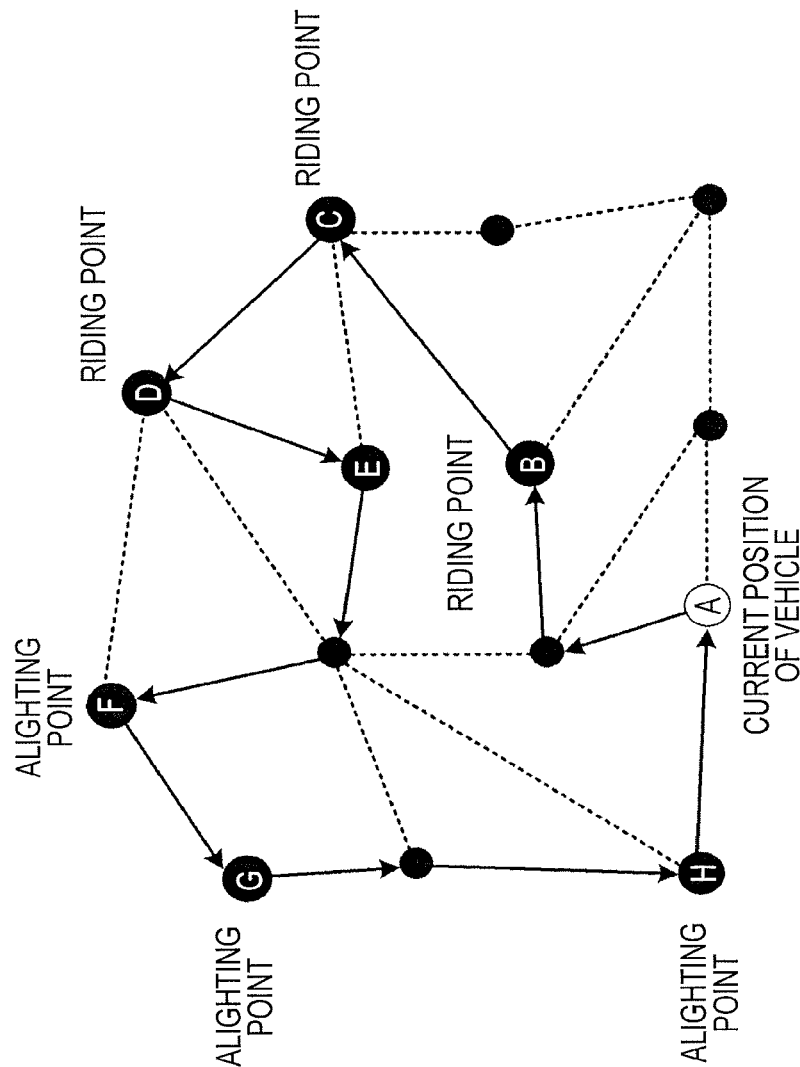 ALIGHTING
POINT
F
RIDING POINT
D
RIDING POINT
C
ALIGHTING
POINT
G
E
RIDING POINT
B
ALIGHTING
POINT
H
A
CURRENT POSITION
OF VEHICLE